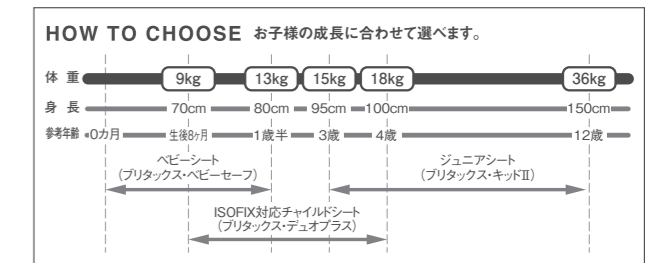 HOW TO CHOOSE お子様の成長に合わせて選べます。
体 重 9kg 13kg 15kg 18kg 36kg
身 長 70cm 80cm 95cm 100cm 150cm
参考年齢 0カ月 生後8ヶ月 1歳半 3歳 4歳 12歳
ベビーシート
(ブリタックス・ベビーセーフ)
ジュニアシート
(ブリタックス・キッドⅡ)
ISOFIX対応チャイルドシート
(ブリタックス・デュオプラス)